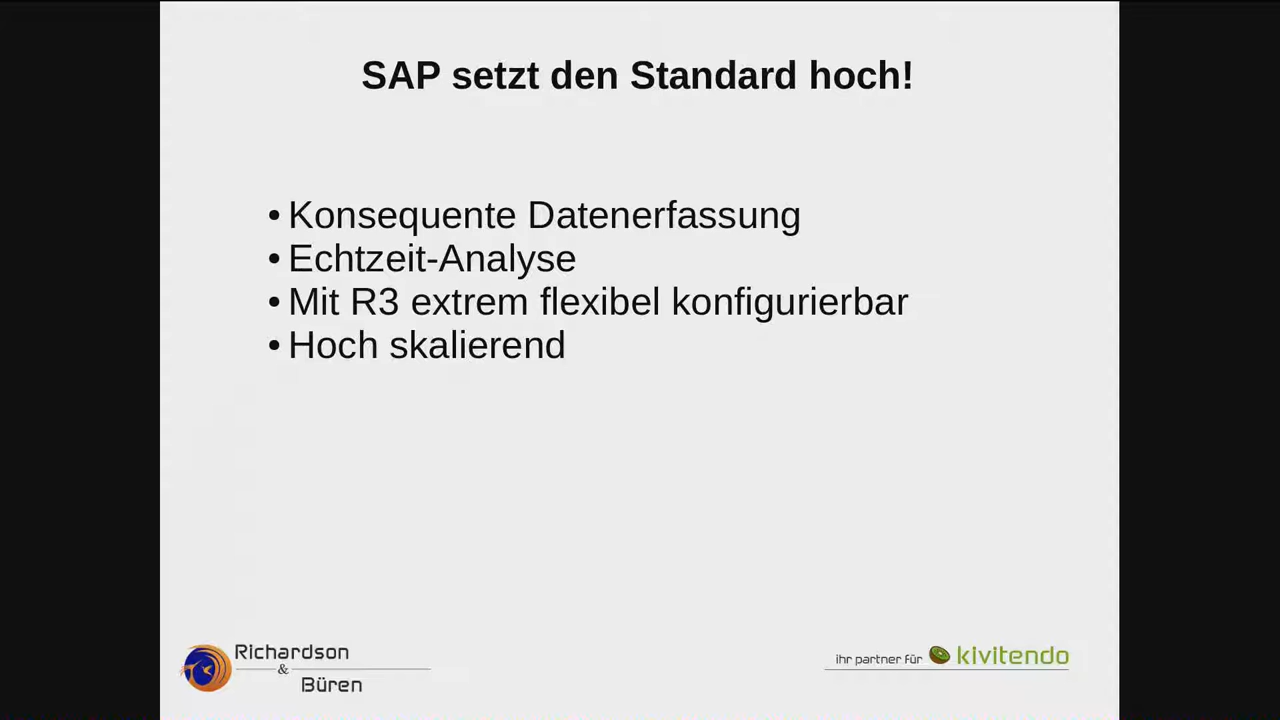 SAP setzt den Standard hoch!
• Konsequente Datenerfassung
• Echtzeit-Analyse
• Mit R3 extrem flexibel konfigurierbar
• Hoch skalierend
Richardson
&
Büren
ihr partner für kivitendo